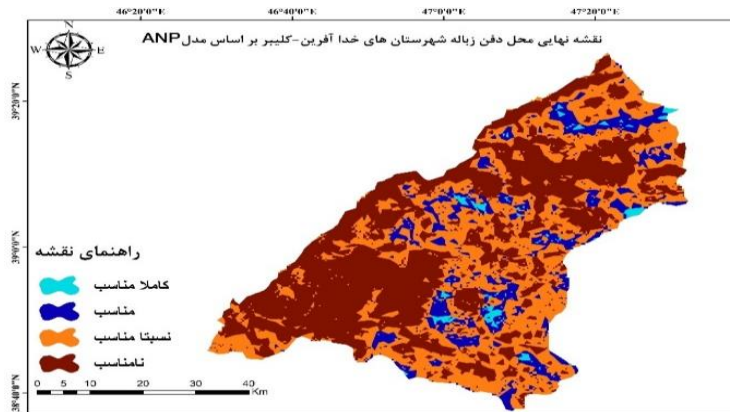 46°20'0"E 46°40'0"E 47°0'0"E 47°20'0"E
نقشه نهایی محل دفن زباله شهرستان های خدا آفرین-کلیبر بر اساس مدل ANP
N
W E
S
39°20'0"N
39°0'0"N
38°40'0"N
راهنمای نقشه
کاملا مناسب
مناسب
نسبتا مناسب
نامناسب
0 5 10 20 30 40
Km